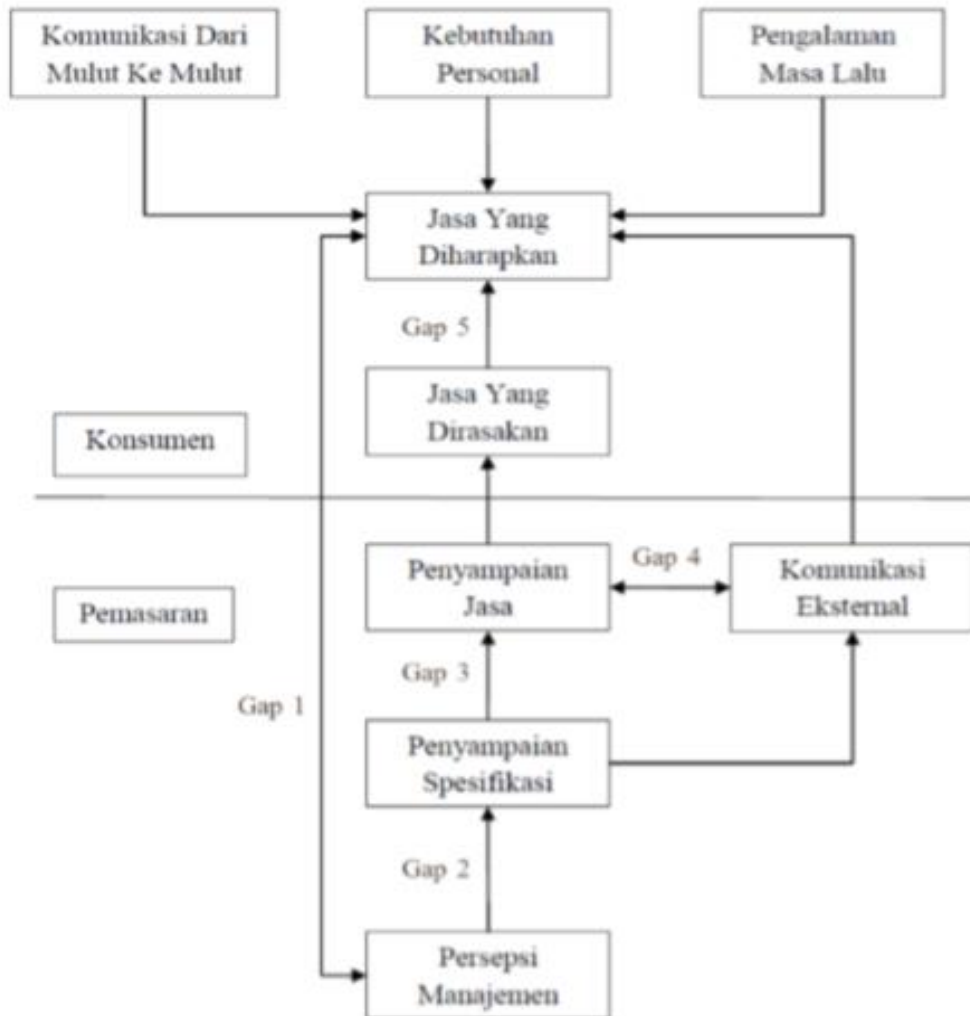 Komunikasi Dari
Mulut Ke Mulut
Kebutuhan
Personal
Pengalaman
Masa Lalu
Jasa Yang
Diharapkan
Gap 5
Jasa Yang
Dirasakan
Konsumen
Penyampaian
Jasa
Gap 4
Komunikasi
Eksternal
Pemasaran
Gap 3
Gap 1
Penyampaian
Spesifikasi
Gap 2
Persepsi
Manajemen